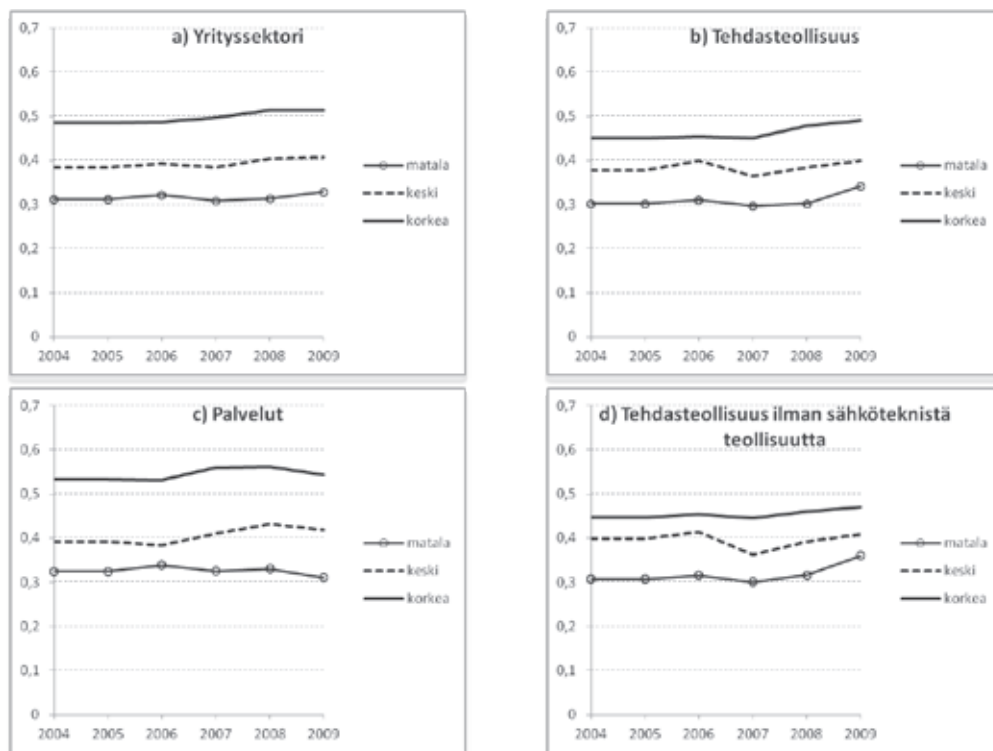 a) Yrityssektori
0,7
0,6
0,5
0,4
0,3
0,2
0,1
0
2004 2005 2006 2007 2008 2009
matala
keski
korkea
b) Tehdasteollisuus
0,7
0,6
0,5
0,4
0,3
0,2
0,1
0
2004 2005 2006 2007 2008 2009
matala
keski
korkea
c) Palvelut
0,7
0,6
0,5
0,4
0,3
0,2
0,1
0
2004 2005 2006 2007 2008 2009
matala
keski
korkea
d) Tehdasteollisuus ilman sähköteknistä
teollisuutta
0,7
0,6
0,5
0,4
0,3
0,2
0,1
0
2004 2005 2006 2007 2008 2009
matala
keski
korkea